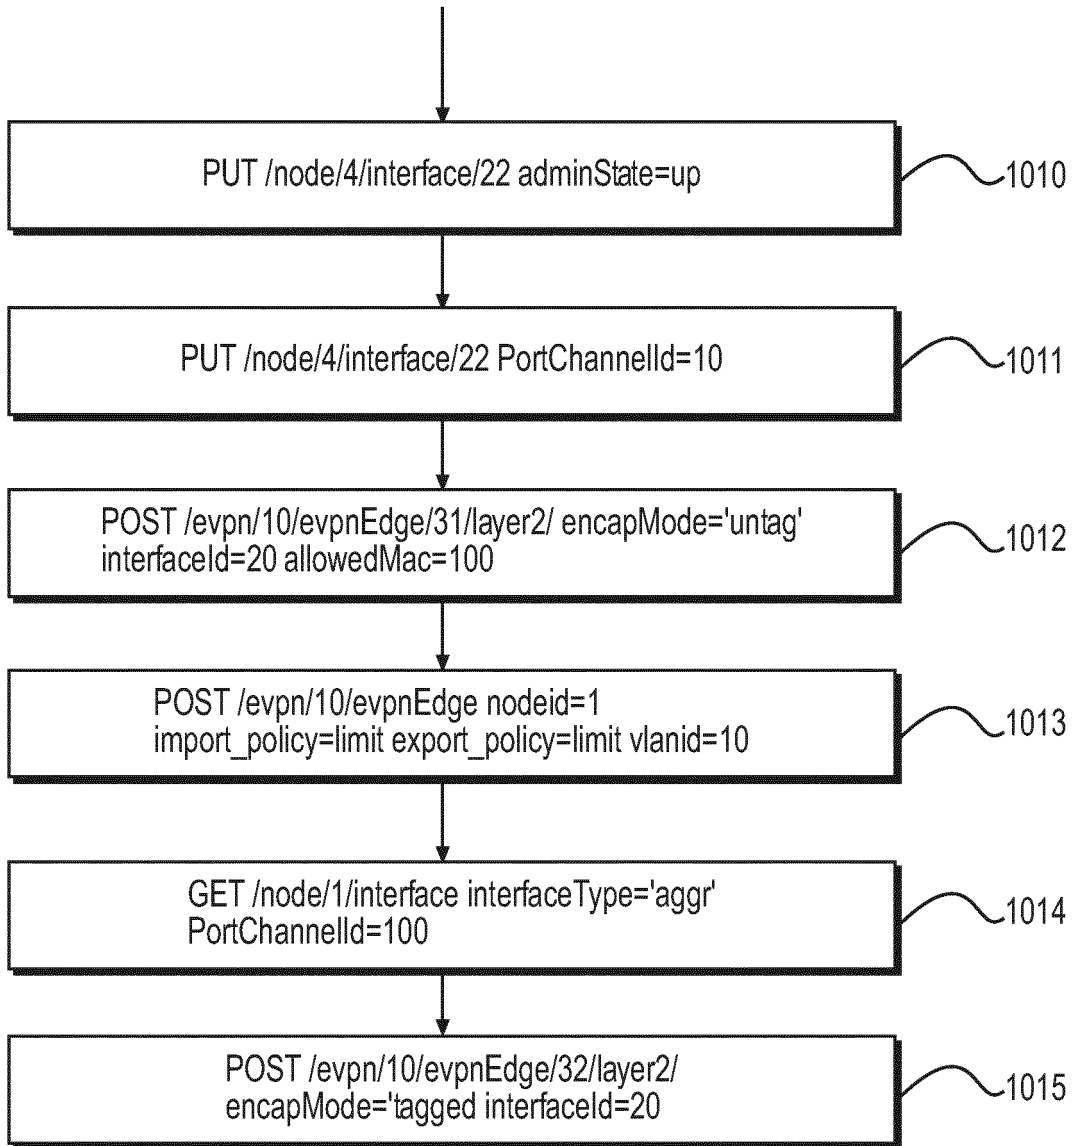 PUT /node/4/interface/22 adminState=up
1010
PUT /node/4/interface/22 PortChannelId=10
1011
POST /evpn/10/evpnEdge/31/layer2/ encapMode='untag'
interfaceId=20 allowedMac=100
1012
POST /evpn/10/evpnEdge nodeid=1
import_policy=limit export_policy=limit vlanid=10
1013
GET /node/1/interface interfaceType='aggr'
PortChannelId=100
1014
POST /evpn/10/evpnEdge/32/layer2/
encapMode='tagged interfaceId=20
1015